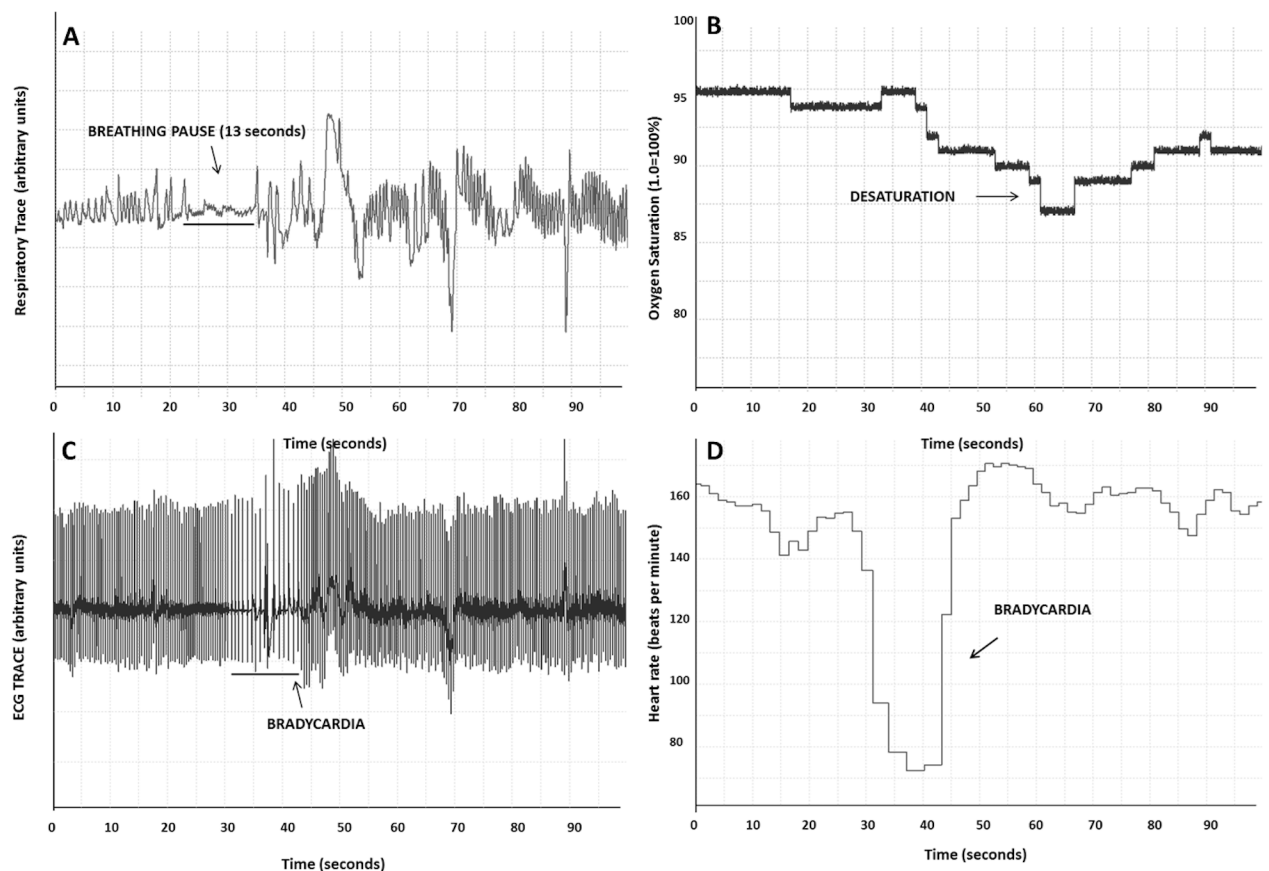 A
Respiratory Trace (arbitrary units)
BREATHING PAUSE (13 seconds)
0 10 20 30 40 50 60 70 80 90
Time (seconds)
B
Oxygen Saturation (1.0=100%)
100
95
90
85
80
DESATURATION
0 10 20 30 40 50 60 70 80 90
Time (seconds)
C
ECG TRACE (arbitrary units)
BRADYCARDIA
0 10 20 30 40 50 60 70 80 90
Time (seconds)
D
Heart rate (beats per minute)
160
140
120
100
80
BRADYCARDIA
0 10 20 30 40 50 60 70 80 90
Time (seconds)